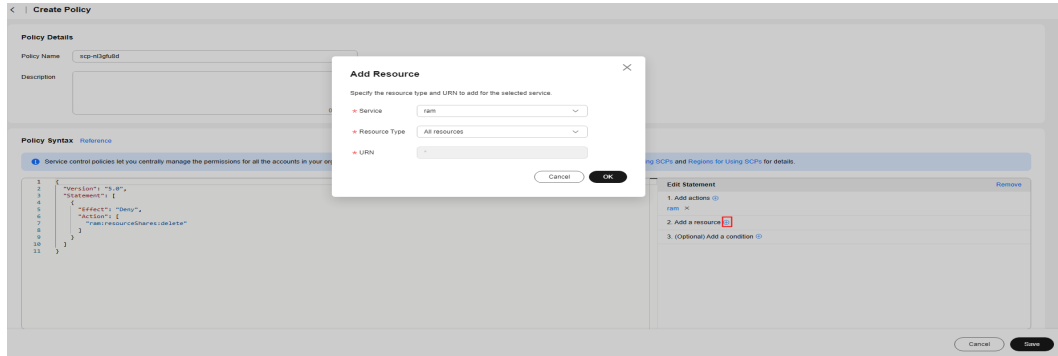 < | Create Policy
Policy Details
Policy Name scp-nl3gfu8d
Description
Add Resource
Specify the resource type and URN to add for the selected service.
* Service ram
* Resource Type All resources
* URN *
Cancel OK
Policy Syntax Reference
Service control policies let you centrally manage the permissions for all the accounts in your
SCPs and Regions for Using SCPs for details.
1 {
2 "Version": "5.0",
3 "Statement": [
4 {
5 "Effect": "Deny",
6 "Action": [
7 "ram:resourceShares:delete"
8 ]
9 }
10 ]
11 }
Edit Statement Remove
1. Add actions
ram ×
2. Add a resource
3. (Optional) Add a condition
Cancel Save